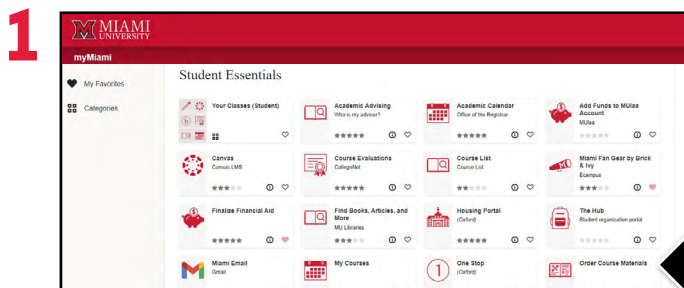 1
MIAMI
UNIVERSITY
myMiami
My Favorites
Categories
Student Essentials
Your Classes (Student)
Academic Advising
Who is my adviser?
Academic Calendar
Office of the Registrar
Add Funds to MUlaa
Account
MUlaa
Canvas
Canvas LMS
Course Evaluations
CollegeNet
Course List
Course List
Miami Fan Gear by Brick
& Ivy
Ecampus
Finalize Financial Aid
Find Books, Articles, and
More
MU Libraries
Housing Portal
(Oxford)
The Hub
Student organization portal
Miami Email
Gmail
My Courses
1
One Stop
(Oxford)
Order Course Materials